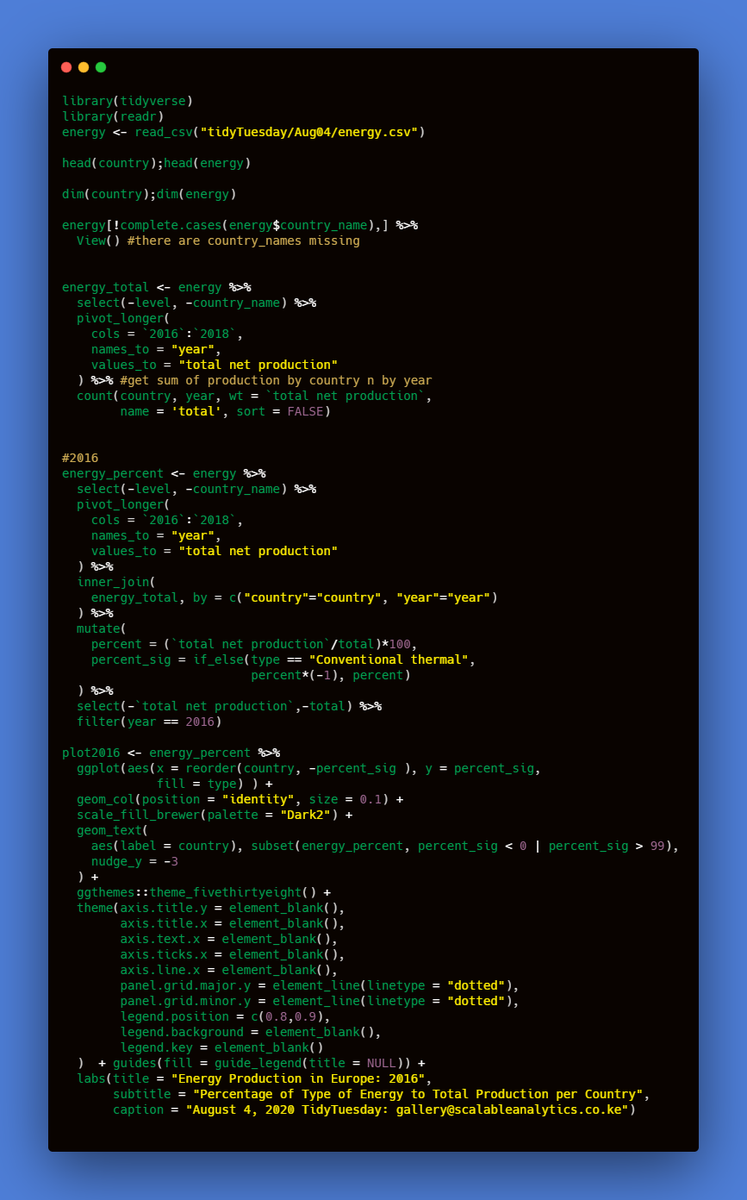 library(tidyverse)
library(readr)
energy <- read_csv("tidyTuesday/Aug04/energy.csv")

head(country);head(energy)

dim(country);dim(energy)

energy[!complete.cases(energy$country_name),] %>%
  View() #there are country_names missing


energy_total <- energy %>%
  select(-level, -country_name) %>%
  pivot_longer(
    cols = `2016`:`2018`,
    names_to = "year",
    values_to = "total net production"
  ) %>% #get sum of production by country n by year
  count(country, year, wt = `total net production`,
        name = 'total', sort = FALSE)


#2016
energy_percent <- energy %>%
  select(-level, -country_name) %>%
  pivot_longer(
    cols = `2016`:`2018`,
    names_to = "year",
    values_to = "total net production"
  ) %>%
  inner_join(
    energy_total, by = c("country"="country", "year"="year")
  ) %>%
  mutate(
    percent = (`total net production`/total)*100,
    percent_sig = if_else(type == "Conventional thermal",
                          percent*(-1), percent)
  ) %>%
  select(-`total net production`,-total) %>%
  filter(year == 2016)

plot2016 <- energy_percent %>%
  ggplot(aes(x = reorder(country, -percent_sig ), y = percent_sig,
             fill = type) ) +
  geom_col(position = "identity", size = 0.1) +
  scale_fill_brewer(palette = "Dark2") +
  geom_text(
    aes(label = country), subset(energy_percent, percent_sig < 0 | percent_sig > 99),
    nudge_y = -3
  ) +
  ggthemes::theme_fivethirtyeight() +
  theme(axis.title.y = element_blank(),
        axis.title.x = element_blank(),
        axis.text.x = element_blank(),
        axis.ticks.x = element_blank(),
        axis.line.x = element_blank(),
        panel.grid.major.y = element_line(linetype = "dotted"),
        panel.grid.minor.y = element_line(linetype = "dotted"),
        legend.position = c(0.8,0.9),
        legend.background = element_blank(),
        legend.key = element_blank()
  )  + guides(fill = guide_legend(title = NULL)) +
  labs(title = "Energy Production in Europe: 2016",
       subtitle = "Percentage of Type of Energy to Total Production per Country",
       caption = "August 4, 2020 TidyTuesday: gallery@scalableanalytics.co.ke")